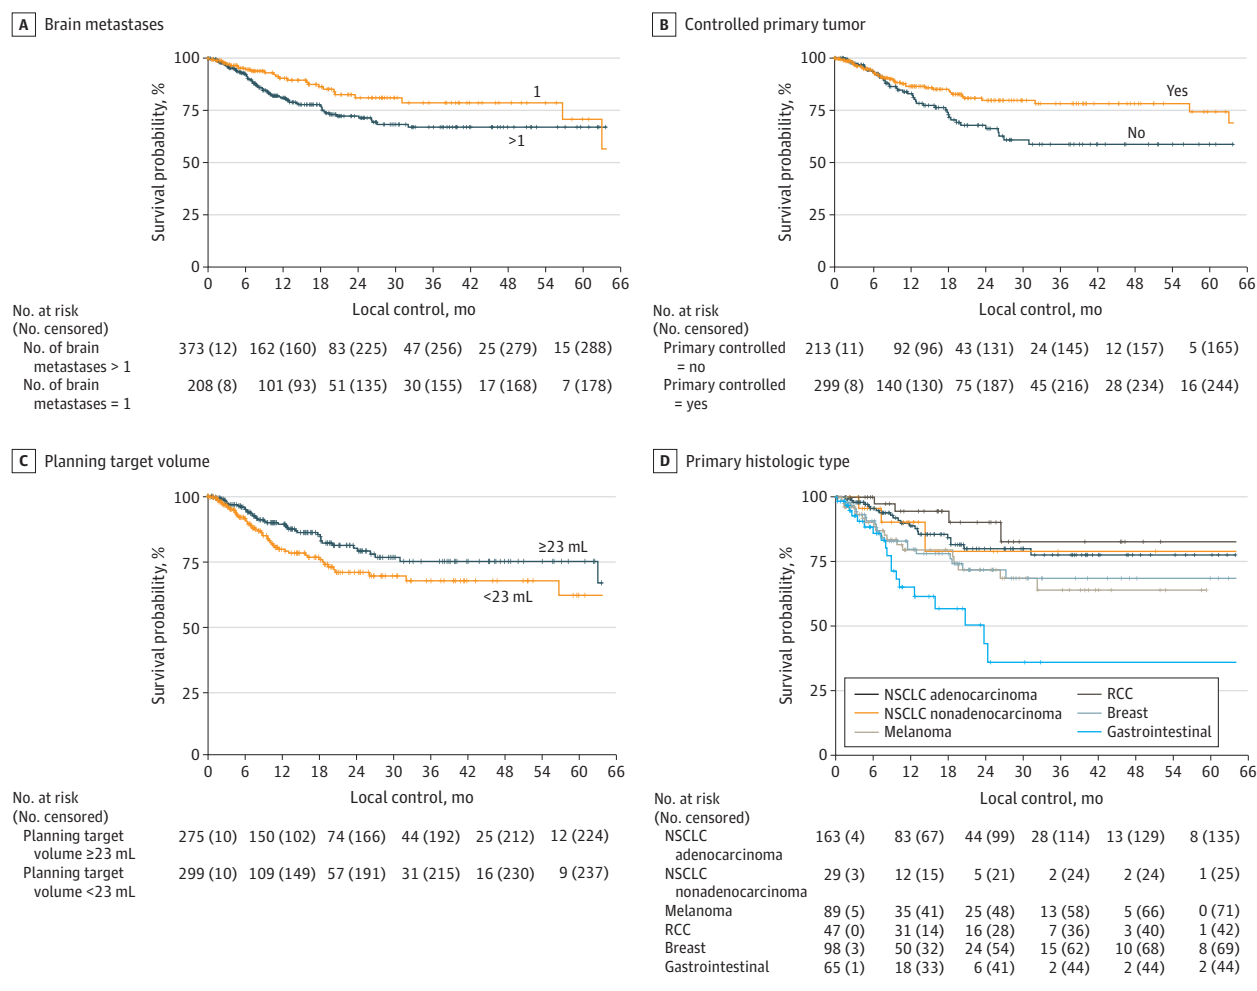 A Brain metastases
100
75
50
25
0
Survival probability, %
1
>1
0 6 12 18 24 30 36 42 48 54 60 66
Local control, mo
No. at risk
(No. censored)
No. of brain
metastases > 1
373 (12) 162 (160) 83 (225) 47 (256) 25 (279) 15 (288)
No. of brain
metastases = 1
208 (8) 101 (93) 51 (135) 30 (155) 17 (168) 7 (178)
B Controlled primary tumor
100
75
50
25
0
Survival probability, %
Yes
No
0 6 12 18 24 30 36 42 48 54 60 66
Local control, mo
No. at risk
(No. censored)
Primary controlled
= no
213 (11) 92 (96) 43 (131) 24 (145) 12 (157) 5 (165)
Primary controlled
= yes
299 (8) 140 (130) 75 (187) 45 (216) 28 (234) 16 (244)
C Planning target volume
100
75
50
25
0
Survival probability, %
≥23 mL
<23 mL
0 6 12 18 24 30 36 42 48 54 60 66
Local control, mo
No. at risk
(No. censored)
Planning target
volume ≥23 mL
275 (10) 150 (102) 74 (166) 44 (192) 25 (212) 12 (224)
Planning target
volume <23 mL
299 (10) 109 (149) 57 (191) 31 (215) 16 (230) 9 (237)
D Primary histologic type
100
75
50
25
0
Survival probability, %
NSCLC adenocarcinoma
NSCLC nonadenocarcinoma
Melanoma
RCC
Breast
Gastrointestinal
0 6 12 18 24 30 36 42 48 54 60 66
Local control, mo
No. at risk
(No. censored)
NSCLC
adenocarcinoma
163 (4) 83 (67) 44 (99) 28 (114) 13 (129) 8 (135)
NSCLC
nonadenocarcinoma
29 (3) 12 (15) 5 (21) 2 (24) 2 (24) 1 (25)
Melanoma 89 (5) 35 (41) 25 (48) 13 (58) 5 (66) 0 (71)
RCC 47 (0) 31 (14) 16 (28) 7 (36) 3 (40) 1 (42)
Breast 98 (3) 50 (32) 24 (54) 15 (62) 10 (68) 8 (69)
Gastrointestinal 65 (1) 18 (33) 6 (41) 2 (44) 2 (44) 2 (44)